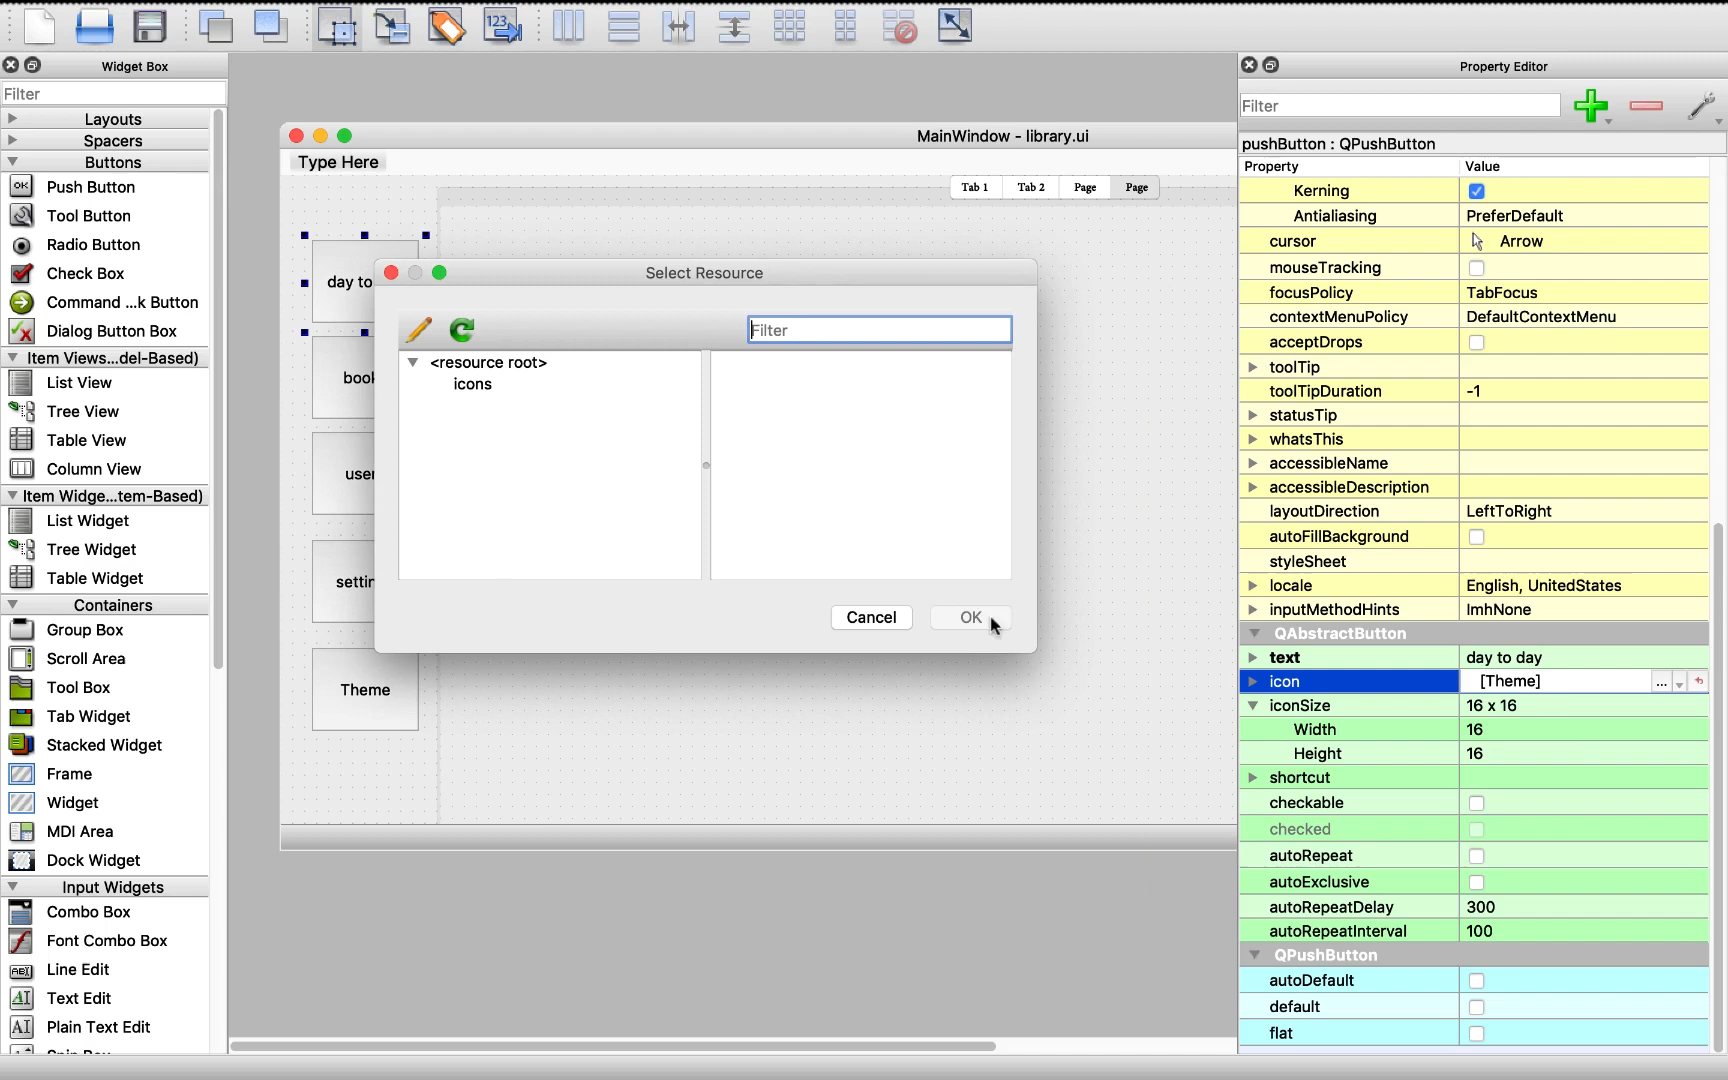 123
Widget Box
Filter
Layouts
Spacers
Buttons
OK Push Button
Tool Button
Radio Button
Check Box
Command ...k Button
Dialog Button Box
Item Views...del-Based)
List View
Tree View
Table View
Column View
Item Widge...tem-Based)
List Widget
Tree Widget
Table Widget
Containers
Group Box
Scroll Area
Tool Box
Tab Widget
Stacked Widget
Frame
Widget
MDI Area
Dock Widget
Input Widgets
Combo Box
Font Combo Box
ABI Line Edit
AI Text Edit
AI Plain Text Edit
MainWindow - library.ui
Type Here
Tab 1 Tab 2 Page Page
day to
book
user
settin
Theme
Select Resource
Filter
<resource root>
icons
Cancel OK
Property Editor
Filter
pushButton : QPushButton
Property Value
Kerning
Antialiasing PreferDefault
cursor Arrow
mouseTracking
focusPolicy TabFocus
contextMenuPolicy DefaultContextMenu
acceptDrops
toolTip
toolTipDuration -1
statusTip
whatsThis
accessibleName
accessibleDescription
layoutDirection LeftToRight
autoFillBackground
styleSheet
locale English, UnitedStates
inputMethodHints ImhNone
QAbstractButton
text day to day
icon [Theme] ...
iconSize 16 x 16
Width 16
Height 16
shortcut
checkable
checked
autoRepeat
autoExclusive
autoRepeatDelay 300
autoRepeatInterval 100
QPushButton
autoDefault
default
flat